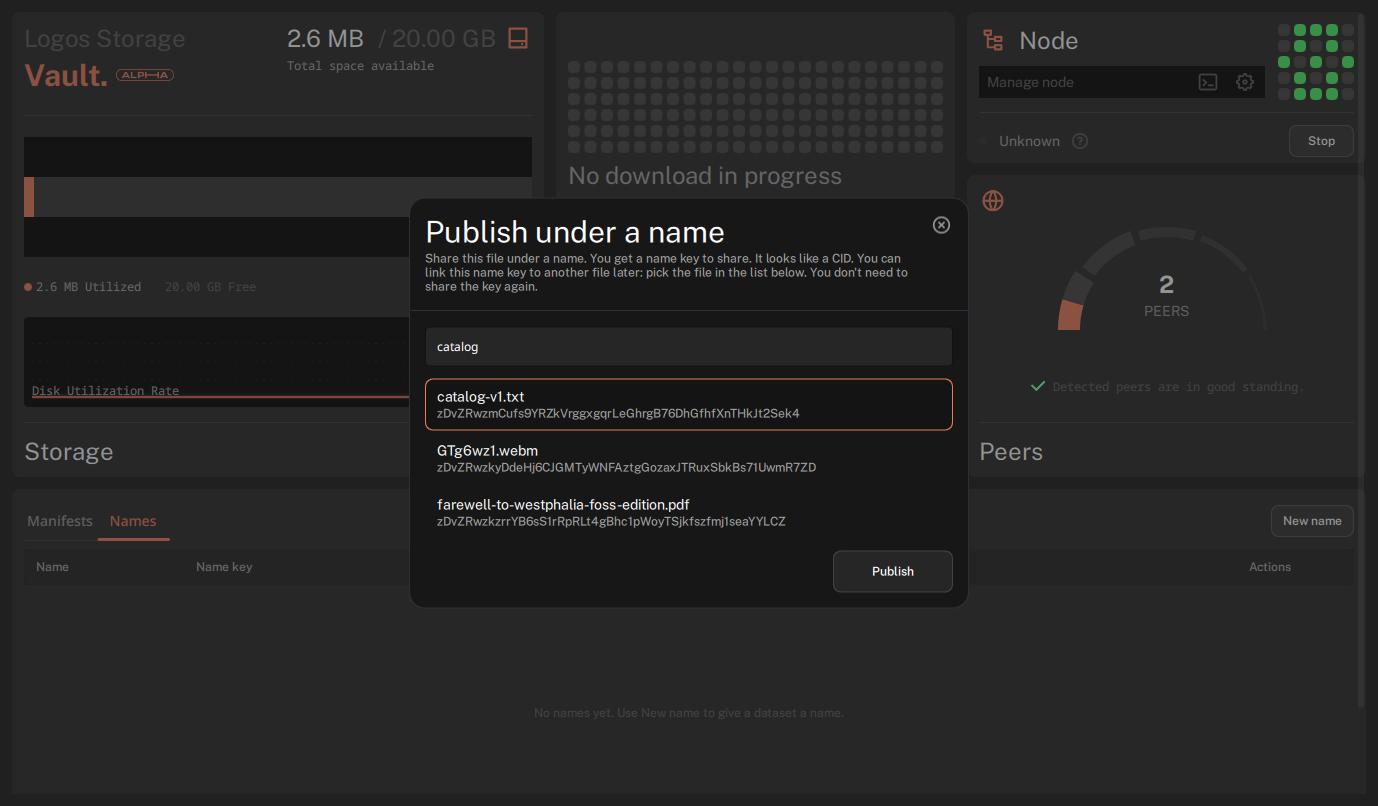 Logos Storage
Vault. ALPHA
2.6 MB / 20.00 GB
Total space available
2.6 MB Utilized 20.00 GB Free
Disk Utilization Rate
Storage
No download in progress
Node
Manage node
Unknown ?
Stop
2
PEERS
Detected peers are in good standing.
Peers
Publish under a name
Share this file under a name. You get a name key to share. It looks like a CID. You can
link this name key to another file later: pick the file in the list below. You don't need to
share the key again.
catalog
catalog-v1.txt
zDvZRwzmCufs9YRZkVrggxgqrLeGhrgB76DhGfhfXnTHkJt2Sek4
GTg6wz1.webm
zDvZRwzkyDdeHj6CJGMTyWNFAztgGozaxJTRuxSbkBs71UwmR7ZD
farewell-to-westphalia-foss-edition.pdf
zDvZRwzkzrrYB6sS1rRpRLt4gBhc1pWoyTSjkfszfmj1seaYYLCZ
Publish
Manifests Names
New name
Name Name key Actions
No names yet. Use New name to give a dataset a name.